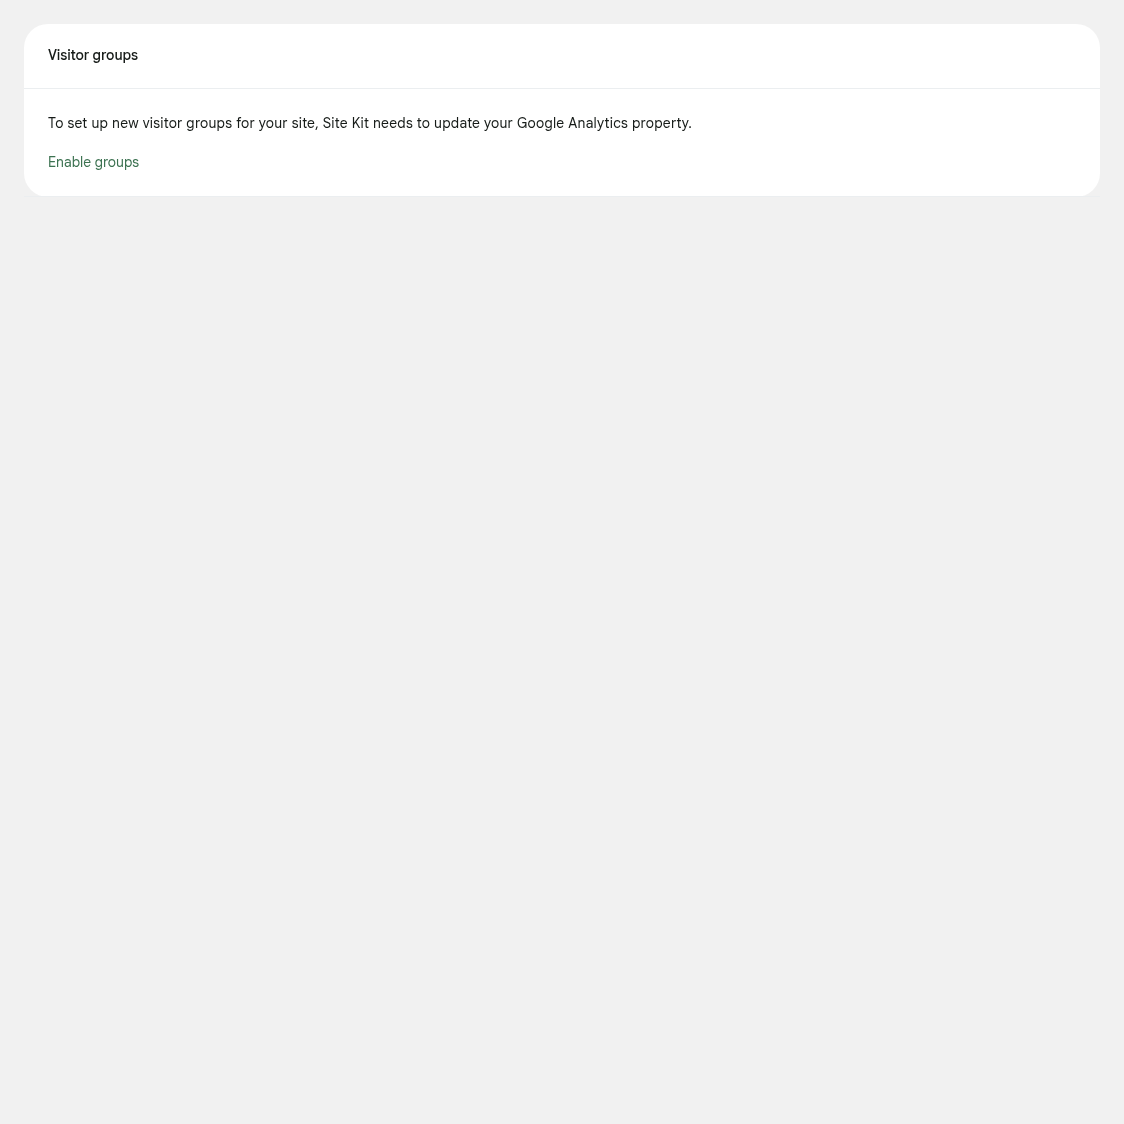 Visitor groups
To set up new visitor groups for your site, Site Kit needs to update your Google Analytics property.
Enable groups